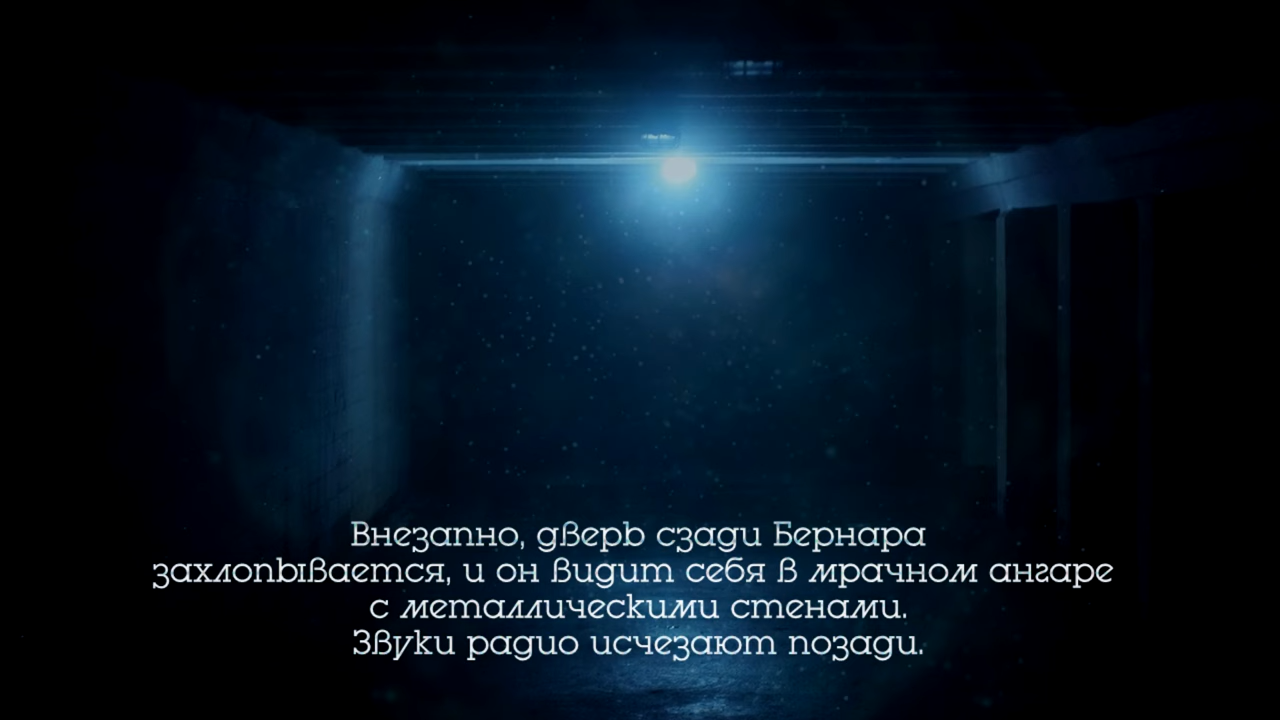 Внезапно, дверь сзади Бернара
захлопывается, и он видит себя в мрачном ангаре
с металлическими стенами.
Звуки радио исчезают позади.